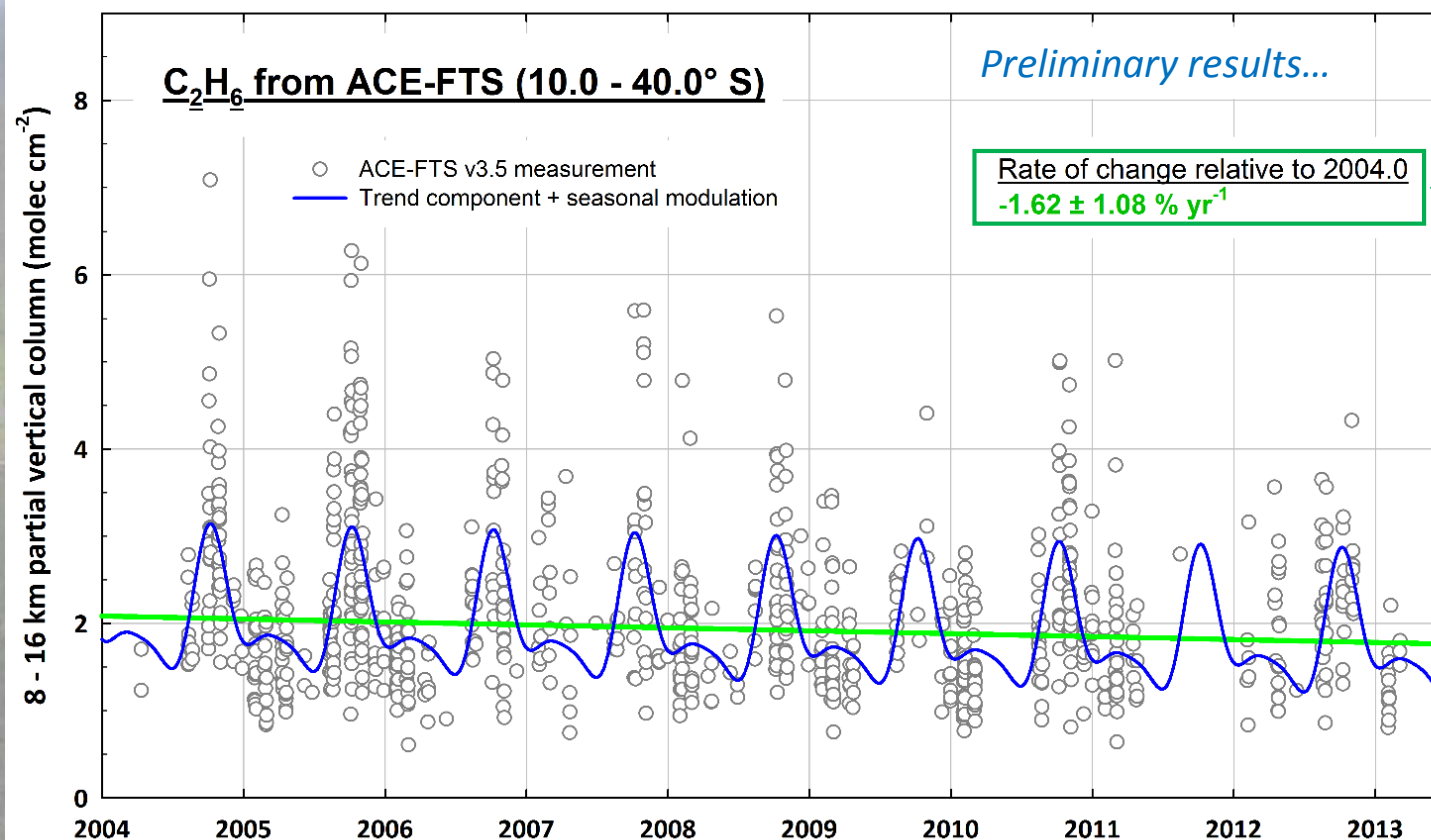 C₂H₆ from ACE-FTS (10.0 - 40.0° S)
Preliminary results...
ACE-FTS v3.5 measurement
Trend component + seasonal modulation
Rate of change relative to 2004.0
-1.62 ± 1.08 % yr⁻¹
8 - 16 km partial vertical column (molec cm⁻²)
8
6
4
2
0
2004 2005 2006 2007 2008 2009 2010 2011 2012 2013